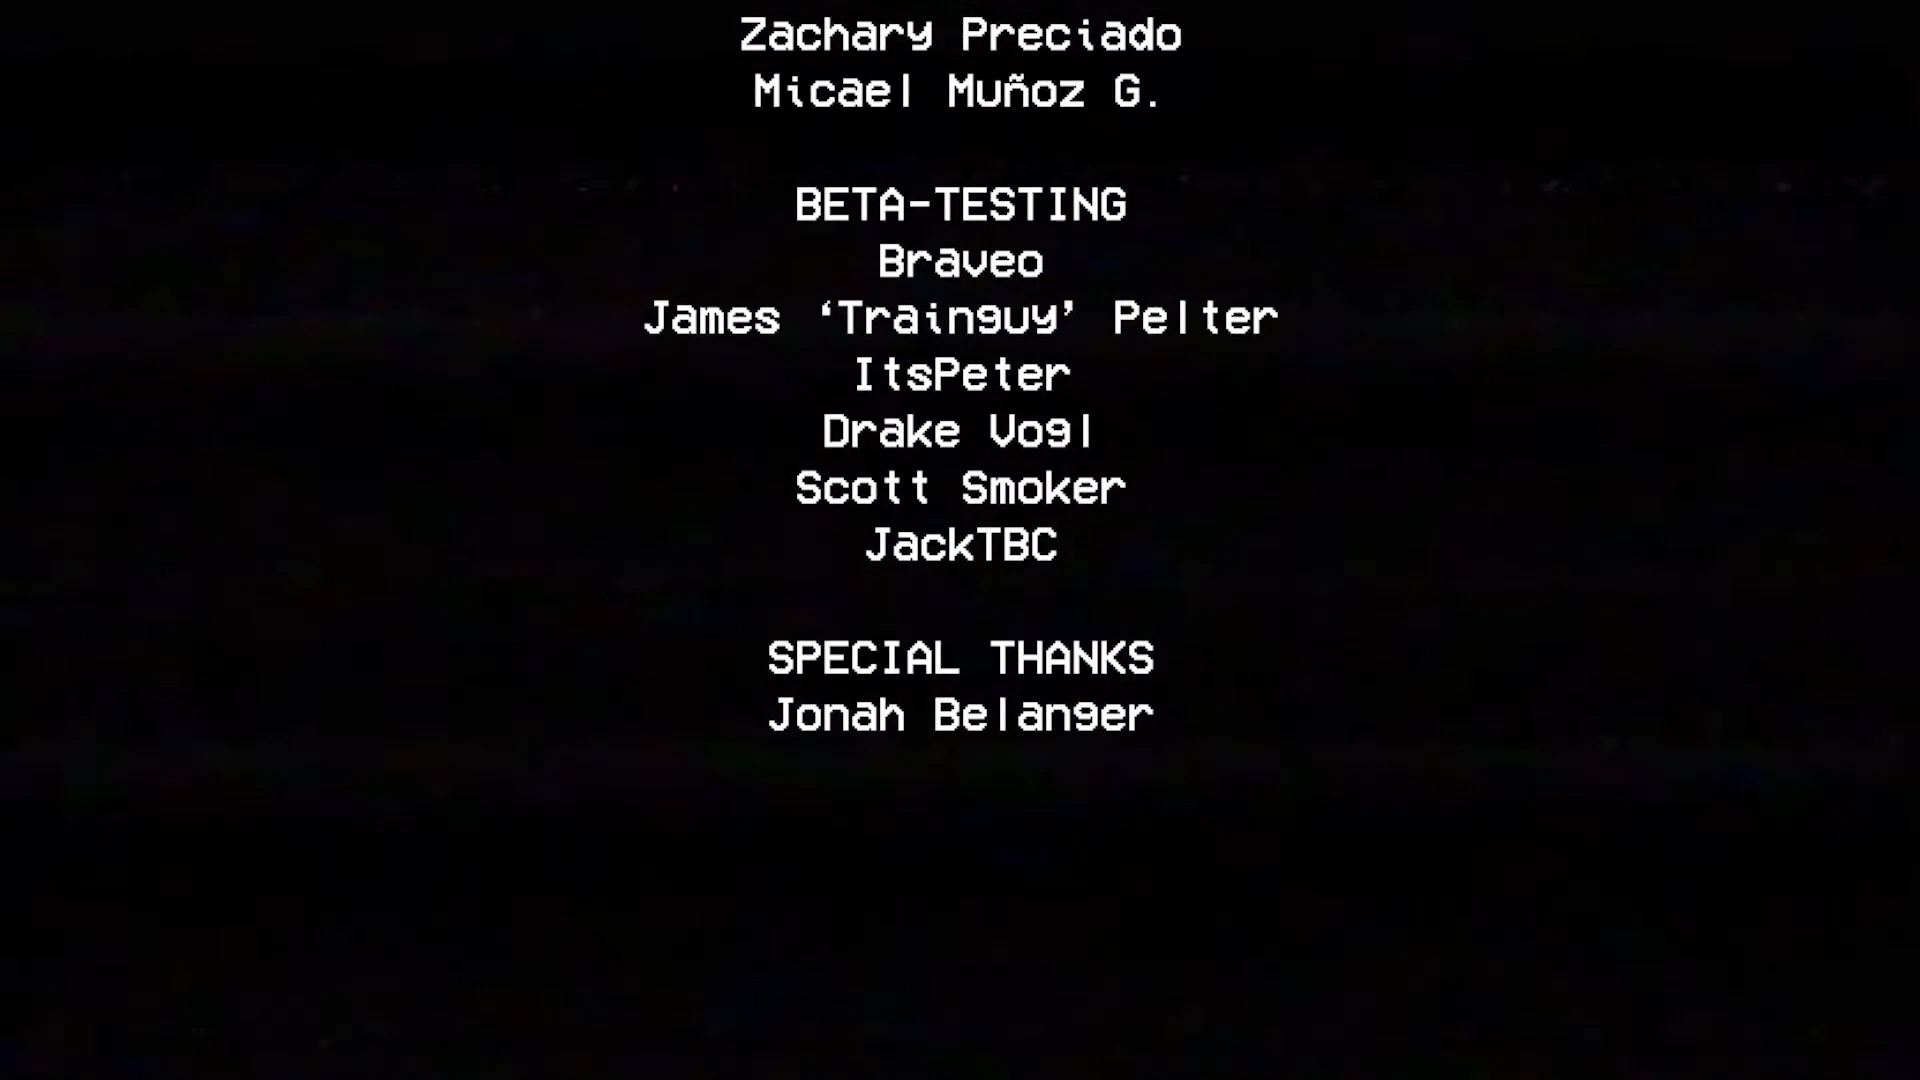 Zachary Preciado
Micael Muñoz G.
BETA-TESTING
Braveo
James ‘Trainguy’ Pelter
ItsPeter
Drake Vogl
Scott Smoker
JackTBC
SPECIAL THANKS
Jonah Belanger